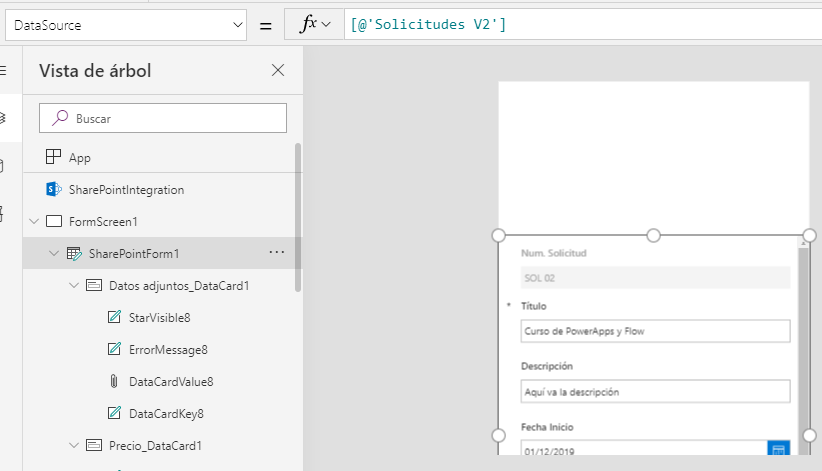 DataSource
=
fx
[@'Solicitudes V2']
Vista de árbol
Buscar
App
SharePointIntegration
FormScreen1
SharePointForm1
...
Datos adjuntos_DataCard1
StarVisible8
ErrorMessage8
DataCardValue8
DataCardKey8
Precio_DataCard1
Num. Solicitud
SOL 02
* Título
Curso de PowerApps y Flow
Descripción
Aquí va la descripción
Fecha Inicio
01/12/2019